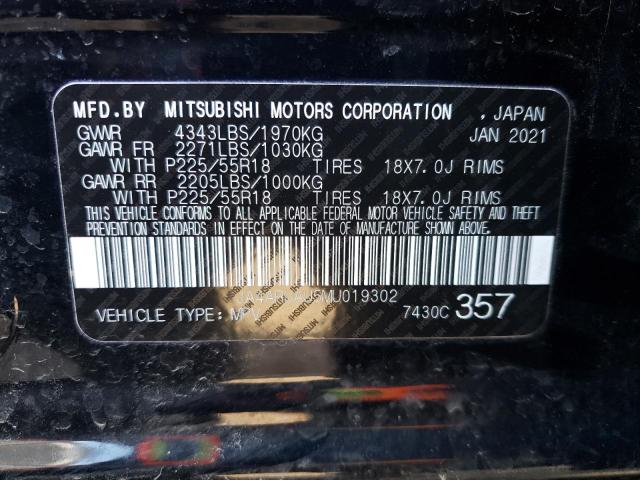 MFD.BY MITSUBISHI MOTORS CORPORATION , JAPAN
GVWR 4343LBS/1970KG JAN 2021
GAWR FR 2271LBS/1030KG
WITH P225/55R18 TIRES 18X7.0J RIMS
GAWR RR 2205LBS/1000KG
WITH P225/55R18 TIRES 18X7.0J RIMS
THIS VEHICLE CONFORMS TO ALL APPLICABLE FEDERAL MOTOR VEHICLE SAFETY AND THEFT
PREVENTION STANDARDS IN EFFECT ON THE DATE OF MANUFACTURE SHOWN ABOVE.
VEHICLE TYPE: MPV 7430C 357